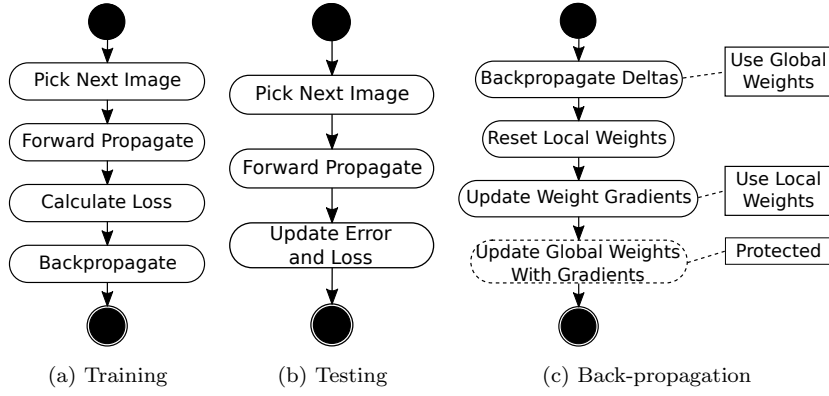 Pick Next Image
Forward Propagate
Calculate Loss
Backpropagate
(a) Training
Pick Next Image
Forward Propagate
Update Error
and Loss
(b) Testing
Backpropagate Deltas
Use Global
Weights
Reset Local Weights
Update Weight Gradients
Use Local
Weights
Update Global Weights
With Gradients
Protected
(c) Back-propagation